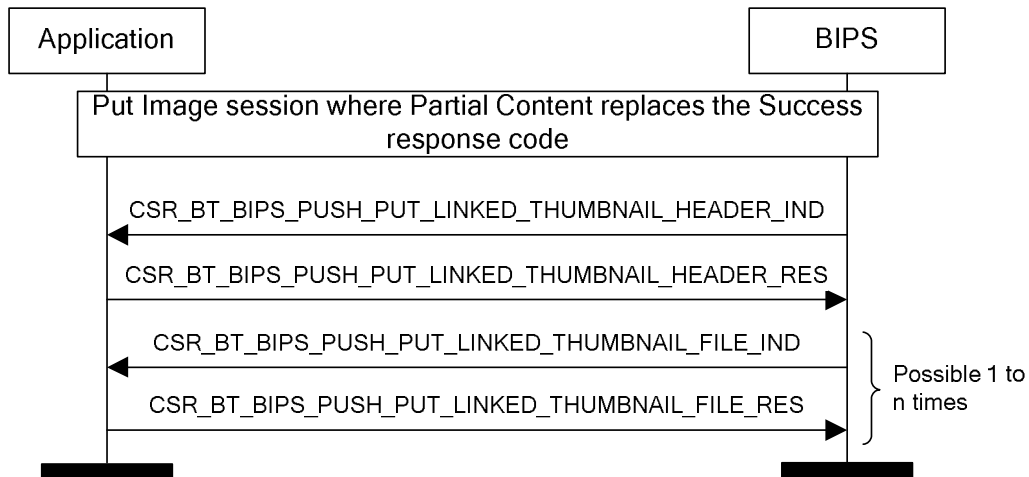 Application
BIPS
Put Image session where Partial Content replaces the Success
response code
CSR_BT_BIPS_PUSH_PUT_LINKED_THUMBNAIL_HEADER_IND
CSR_BT_BIPS_PUSH_PUT_LINKED_THUMBNAIL_HEADER_RES
CSR_BT_BIPS_PUSH_PUT_LINKED_THUMBNAIL_FILE_IND
CSR_BT_BIPS_PUSH_PUT_LINKED_THUMBNAIL_FILE_RES
Possible 1 to
n times